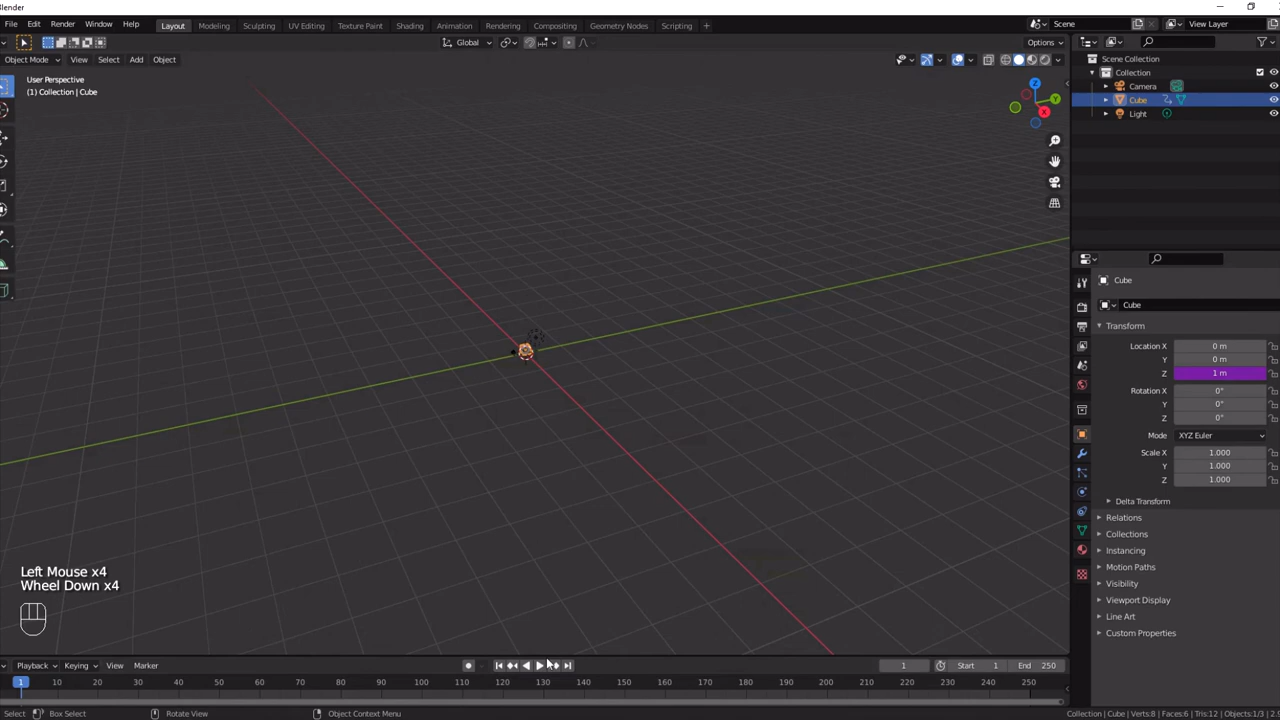 lender
File Edit Render Window Help Layout Modeling Sculpting UV Editing Texture Paint Shading Animation Rendering Compositing Geometry Nodes Scripting + Scene View Layer
Global Options
Object Mode View Select Add Object
User Perspective
(1) Collection | Cube
Z
Y
X
Scene Collection
Collection
Camera
Cube
Light
Cube
Cube
Transform
Location X 0 m
Y 0 m
Z 1 m
Rotation X 0°
Y 0°
Z 0°
Mode XYZ Euler
Scale X 1.000
Y 1.000
Z 1.000
Delta Transform
Relations
Collections
Instancing
Motion Paths
Visibility
Viewport Display
Line Art
Custom Properties
Left Mouse x4
Wheel Down x4
Playback Keying View Marker 1 Start 1 End 250
1 10 20 30 40 50 60 70 80 90 100 110 120 130 140 150 160 170 180 190 200 210 220 230 240 250
Select Box Select Rotate View Object Context Menu Collection | Cube | Verts:8 | Faces:6 | Tris:12 | Objects:1/3 | 2.9